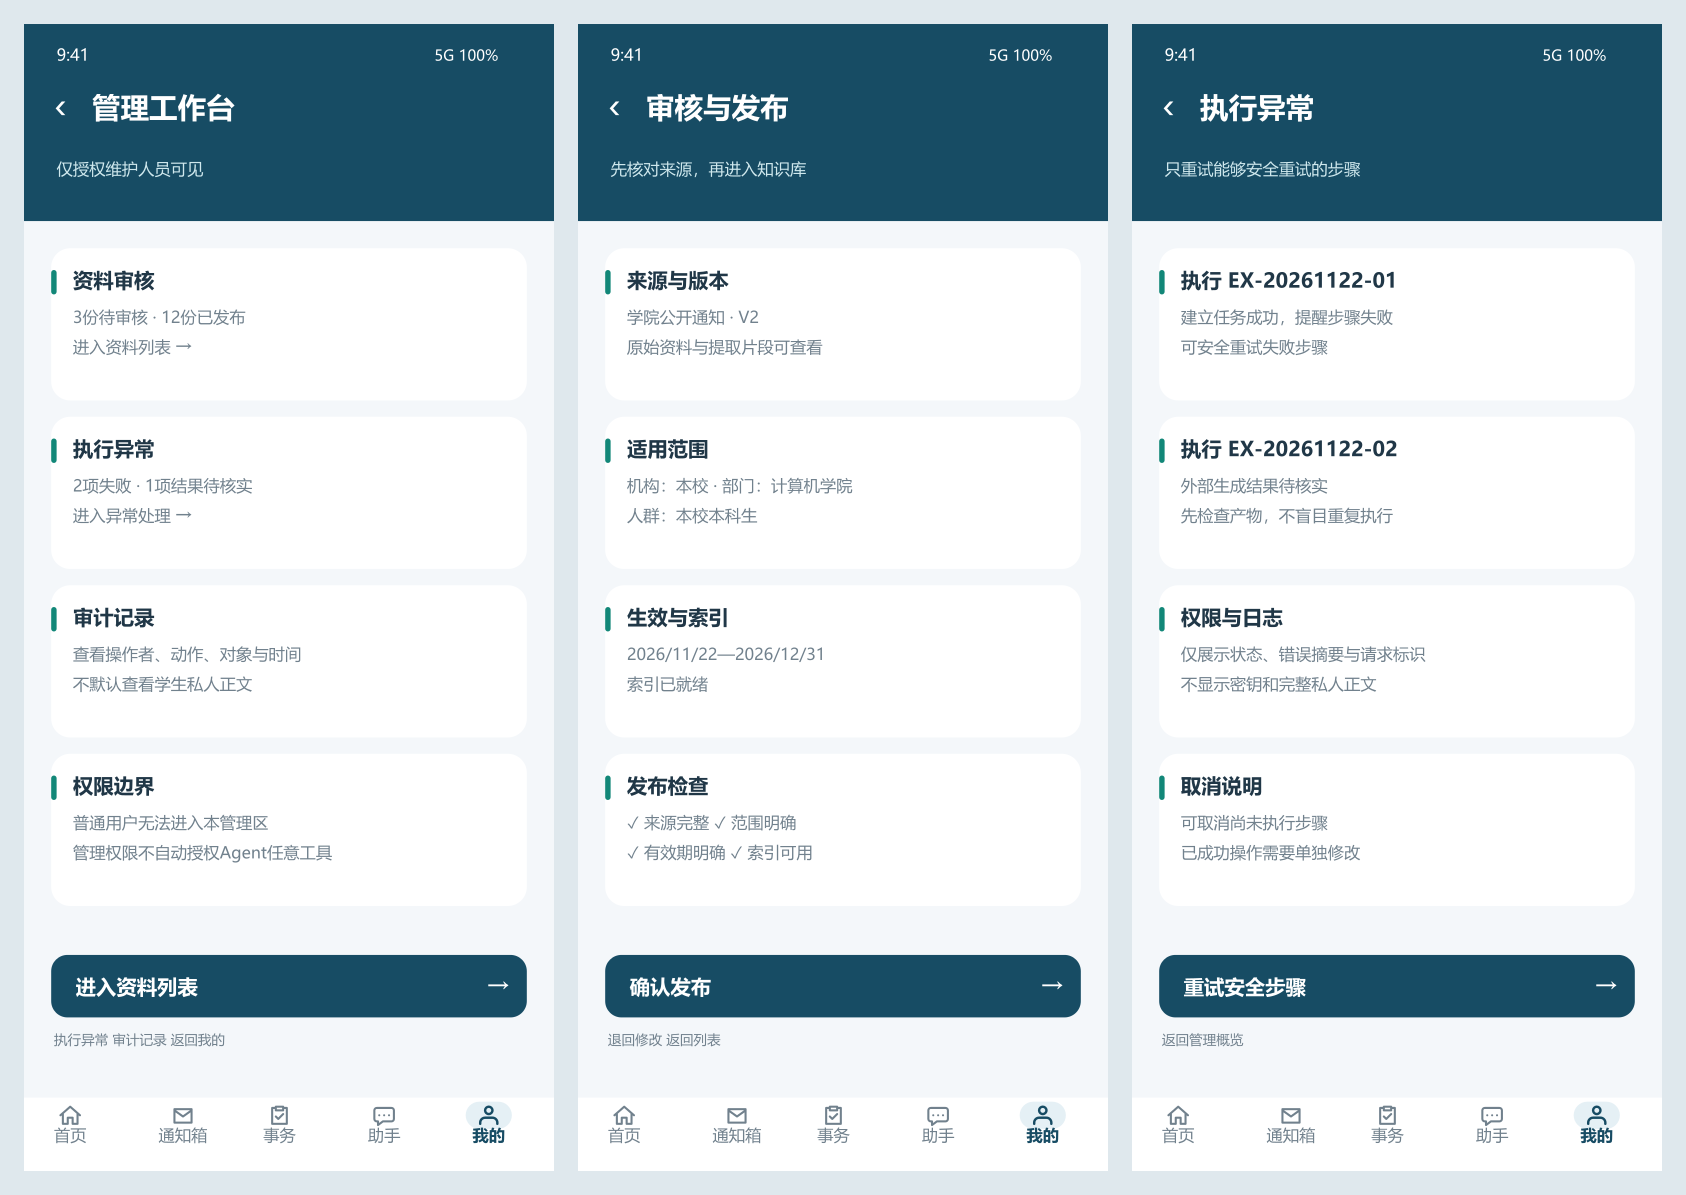 9:41 5G 100%
‹ 管理工作台
仅授权维护人员可见
资料审核
3份待审核 · 12份已发布
进入资料列表 →
执行异常
2项失败 · 1项结果待核实
进入异常处理 →
审计记录
查看操作者、动作、对象与时间
不默认查看学生私人正文
权限边界
普通用户无法进入本管理区
管理权限不自动授权Agent任意工具
进入资料列表 →
执行异常 审计记录 返回我的
首页 通知箱 事务 助手 我的
9:41 5G 100%
‹ 审核与发布
先核对来源，再进入知识库
来源与版本
学院公开通知 · V2
原始资料与提取片段可查看
适用范围
机构：本校 · 部门：计算机学院
人群：本校本科生
生效与索引
2026/11/22—2026/12/31
索引已就绪
发布检查
✓ 来源完整 ✓ 范围明确
✓ 有效期明确 ✓ 索引可用
确认发布 →
退回修改 返回列表
首页 通知箱 事务 助手 我的
9:41 5G 100%
‹ 执行异常
只重试能够安全重试的步骤
执行 EX-20261122-01
建立任务成功，提醒步骤失败
可安全重试失败步骤
执行 EX-20261122-02
外部生成结果待核实
先检查产物，不盲目重复执行
权限与日志
仅展示状态、错误摘要与请求标识
不显示密钥和完整私人正文
取消说明
可取消尚未执行步骤
已成功操作需要单独修改
重试安全步骤 →
返回管理概览
首页 通知箱 事务 助手 我的